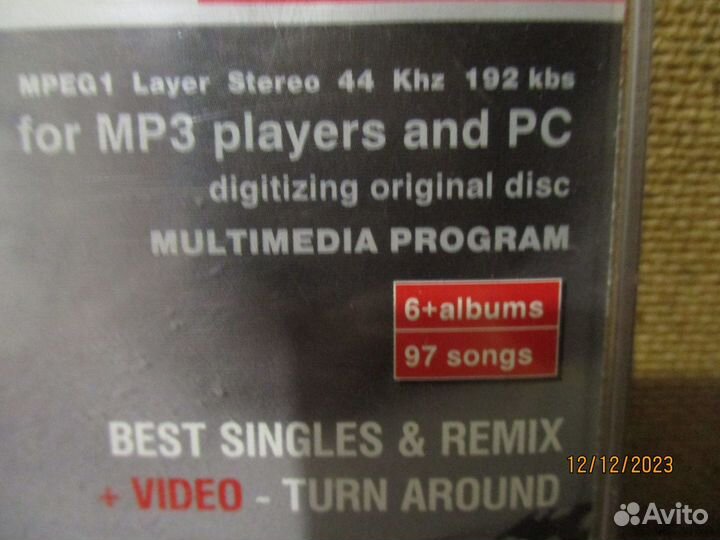 MPEG1 Layer Stereo 44 Khz 192 kbs
for MP3 players and PC
digitizing original disc
MULTIMEDIA PROGRAM
6+albums
97 songs
BEST SINGLES & REMIX
+ VIDEO - TURN AROUND
12/12/2023
Avito